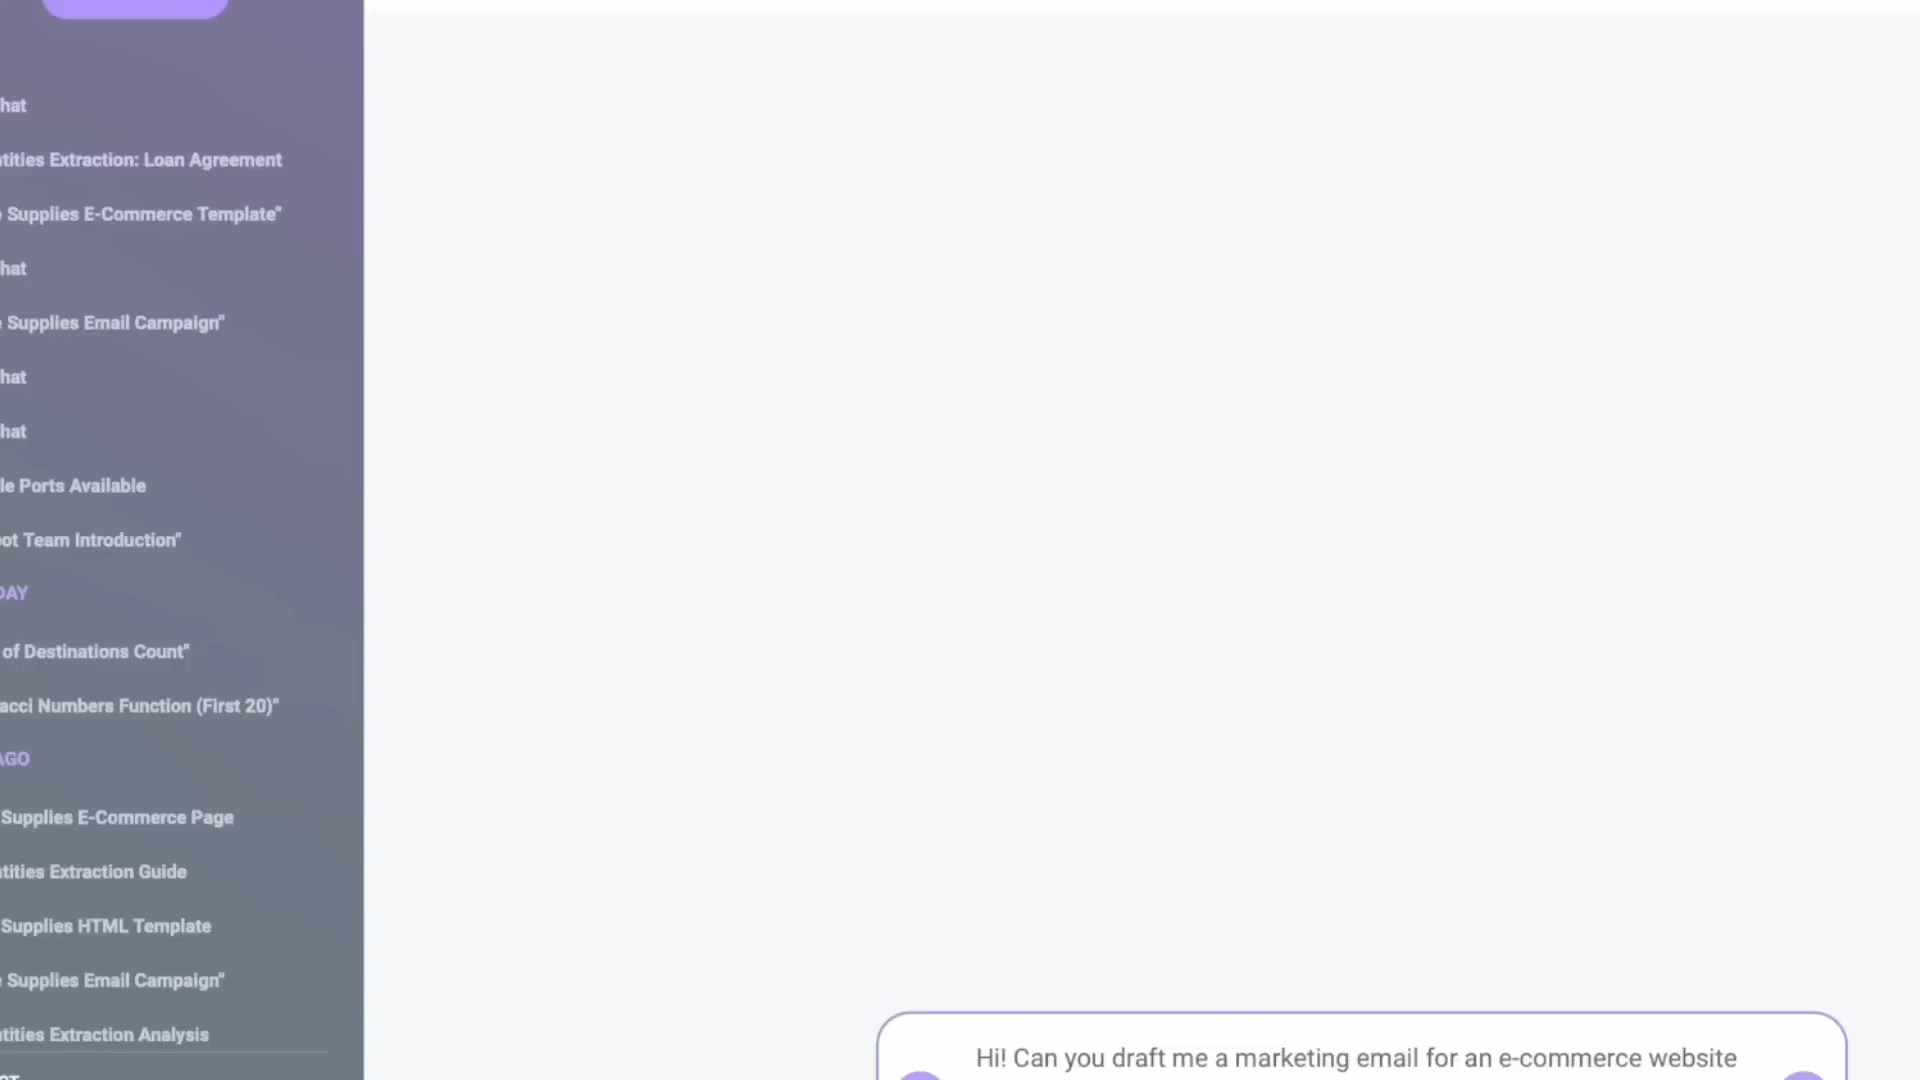 hat
tities Extraction: Loan Agreement
Supplies E-Commerce Template"
hat
Supplies Email Campaign"
hat
hat
le Ports Available
oot Team Introduction"
DAY
of Destinations Count"
acci Numbers Function (First 20)"
AGO
Supplies E-Commerce Page
tities Extraction Guide
Supplies HTML Template
Supplies Email Campaign"
tities Extraction Analysis
Hi! Can you draft me a marketing email for an e-commerce website